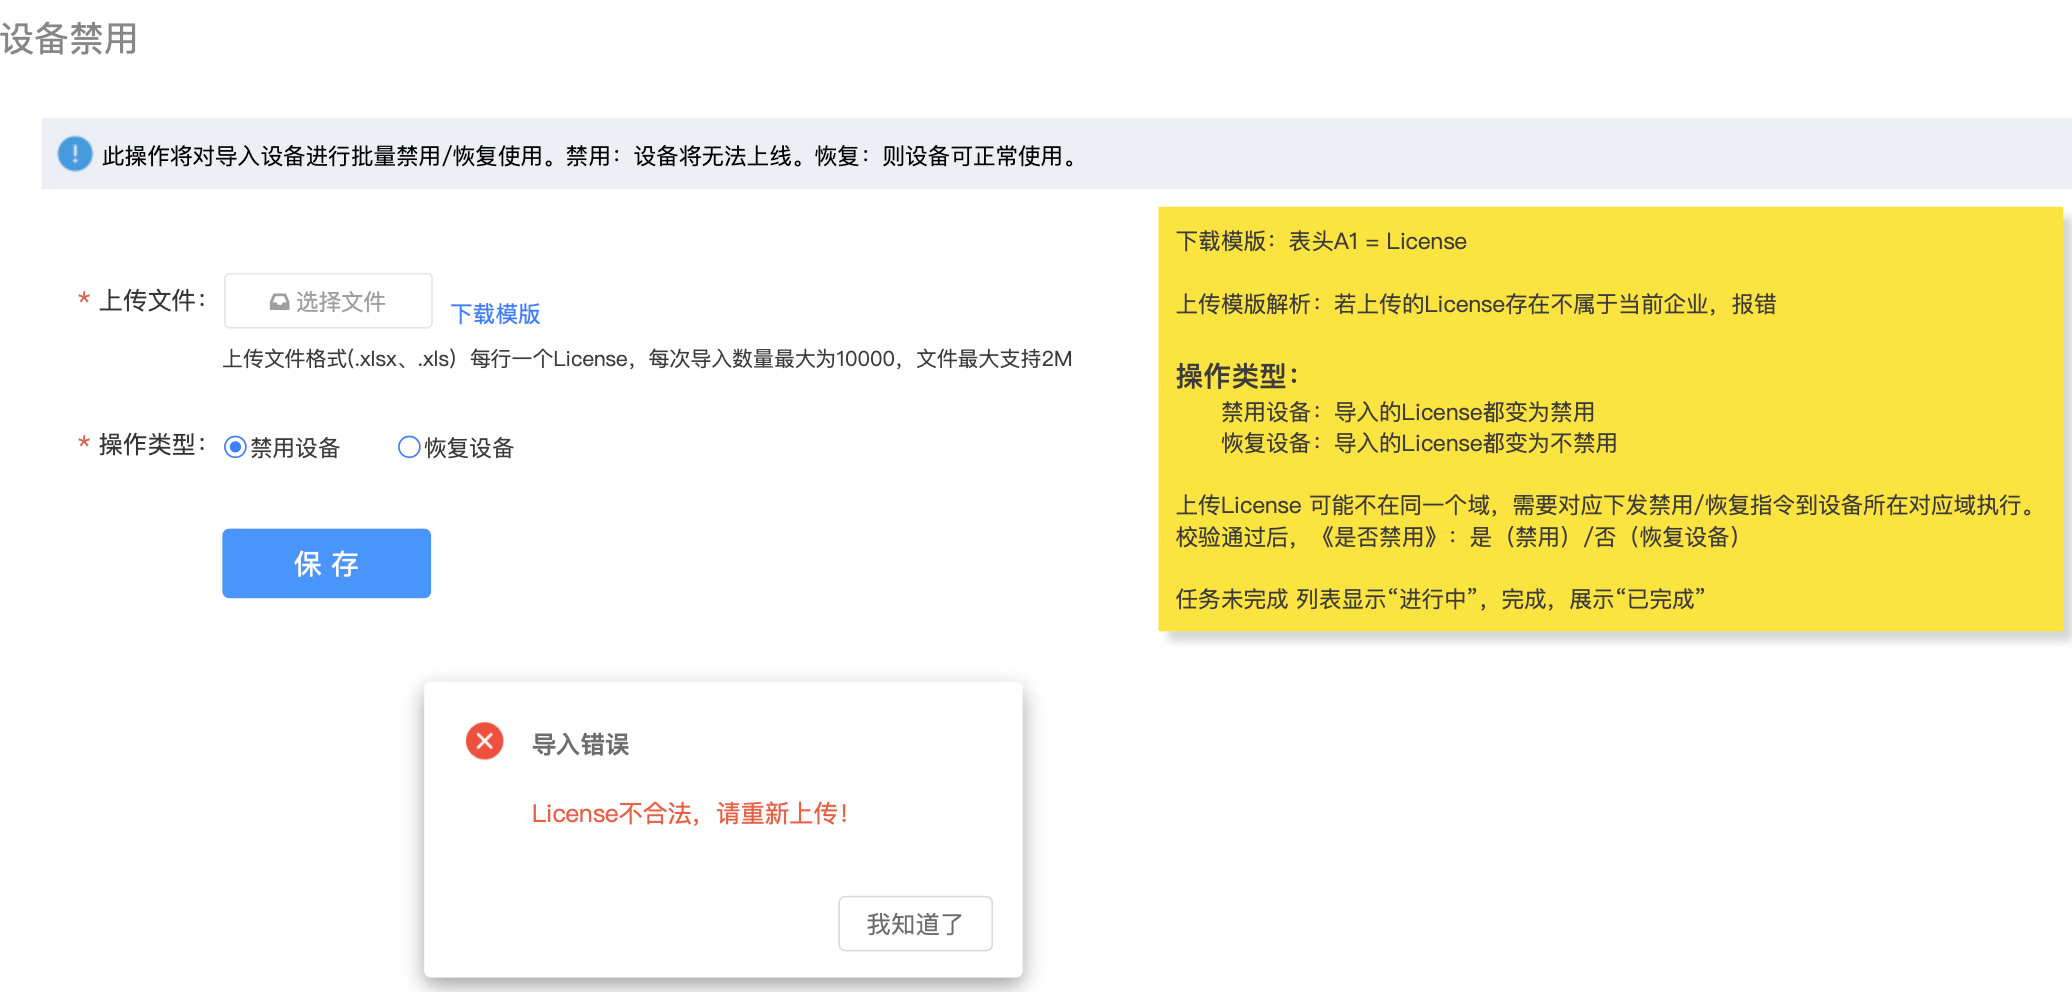 设备禁用
此操作将对导入设备进行批量禁用/恢复使用。禁用：设备将无法上线。恢复：则设备可正常使用。
* 上传文件：
选择文件
下载模版
上传文件格式(.xlsx、.xls）每行一个License，每次导入数量最大为10000，文件最大支持2M
* 操作类型：
禁用设备
恢复设备
保 存
下载模版：表头A1 = License
上传模版解析：若上传的License存在不属于当前企业，报错
操作类型：
禁用设备：导入的License都变为禁用
恢复设备：导入的License都变为不禁用
上传License 可能不在同一个域，需要对应下发禁用/恢复指令到设备所在对应域执行。
校验通过后，《是否禁用》：是（禁用）/否（恢复设备）
任务未完成 列表显示“进行中”，完成，展示“已完成”
导入错误
License不合法，请重新上传！
我知道了